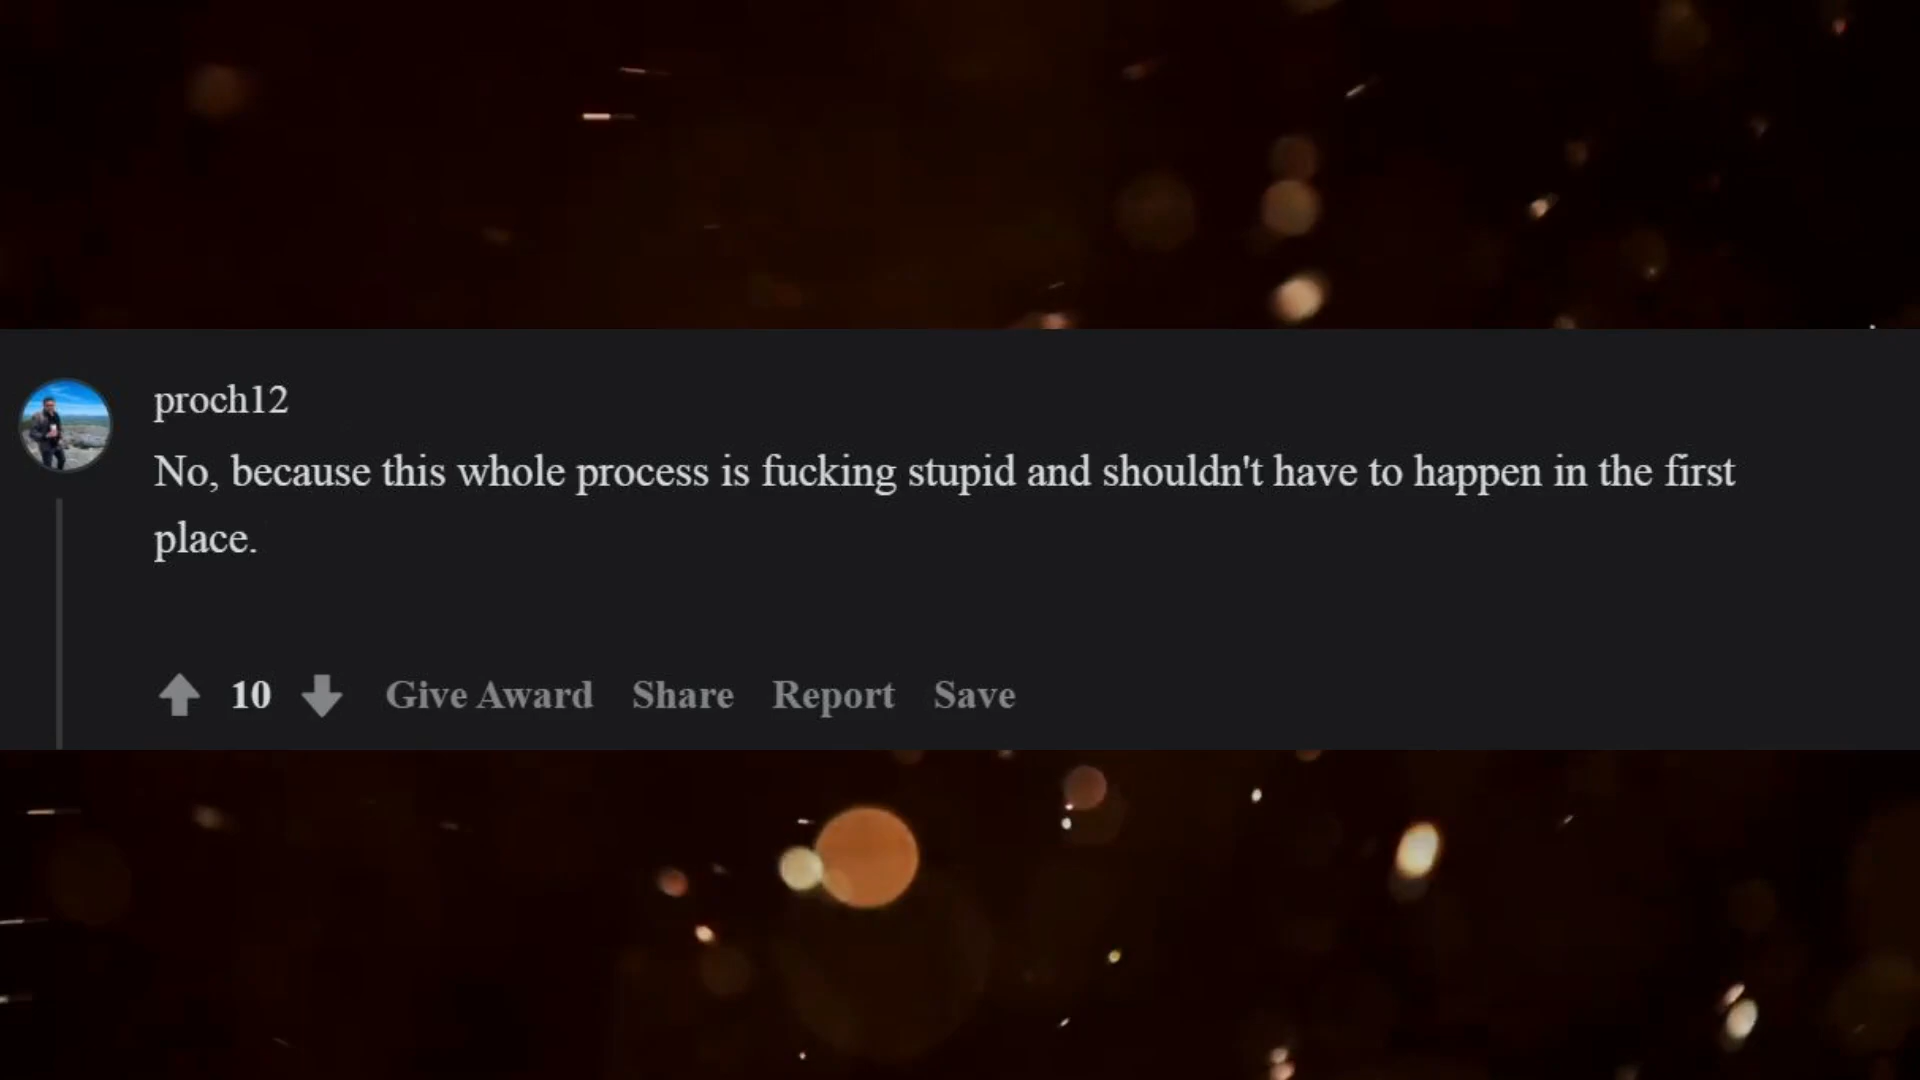 proch12
No, because this whole process is fucking stupid and shouldn't have to happen in the first
place.
10 Give Award Share Report Save